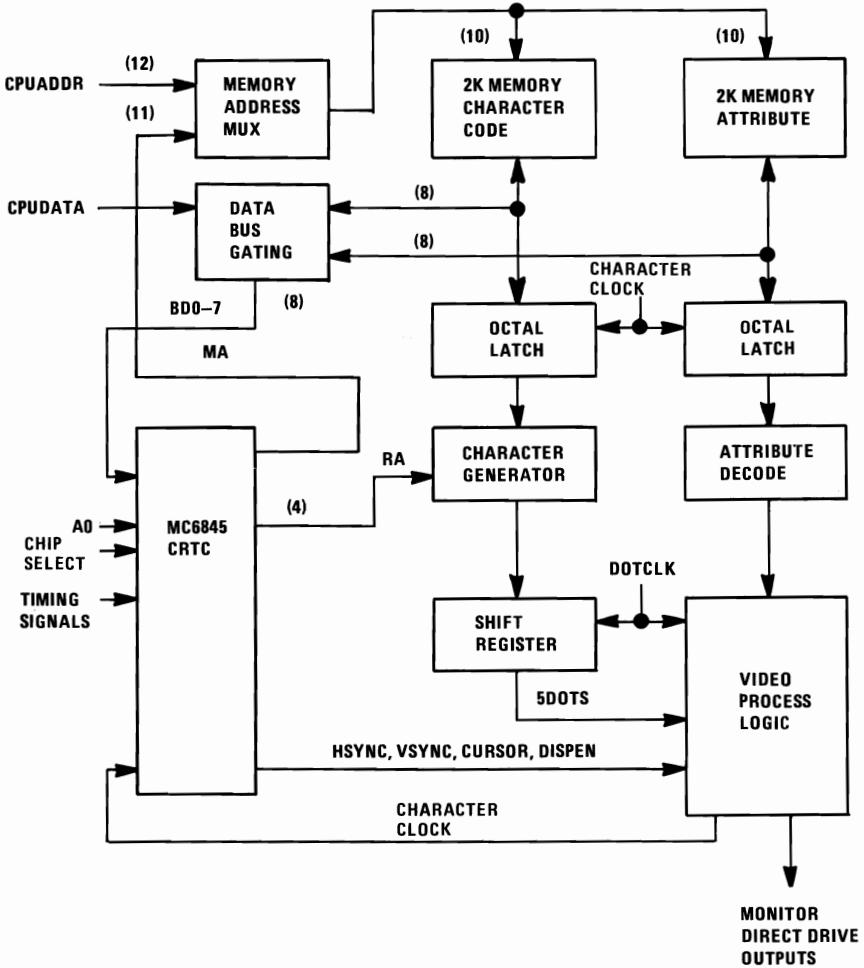 (10)
(10)
(12)
CPUADDR
MEMORY
ADDRESS
MUX
2K MEMORY
CHARACTER
CODE
2K MEMORY
ATTRIBUTE
(11)
CPUDATA
DATA
BUS
GATING
(8)
(8)
BD0–7
(8)
CHARACTER
CLOCK
OCTAL
LATCH
OCTAL
LATCH
MA
CHARACTER
GENERATOR
ATTRIBUTE
DECODE
RA
(4)
MC6845
CRTC
A0
CHIP
SELECT
TIMING
SIGNALS
DOTCLK
SHIFT
REGISTER
VIDEO
PROCESS
LOGIC
5DOTS
HSYNC, VSYNC, CURSOR, DISPEN
CHARACTER
CLOCK
MONITOR
DIRECT DRIVE
OUTPUTS